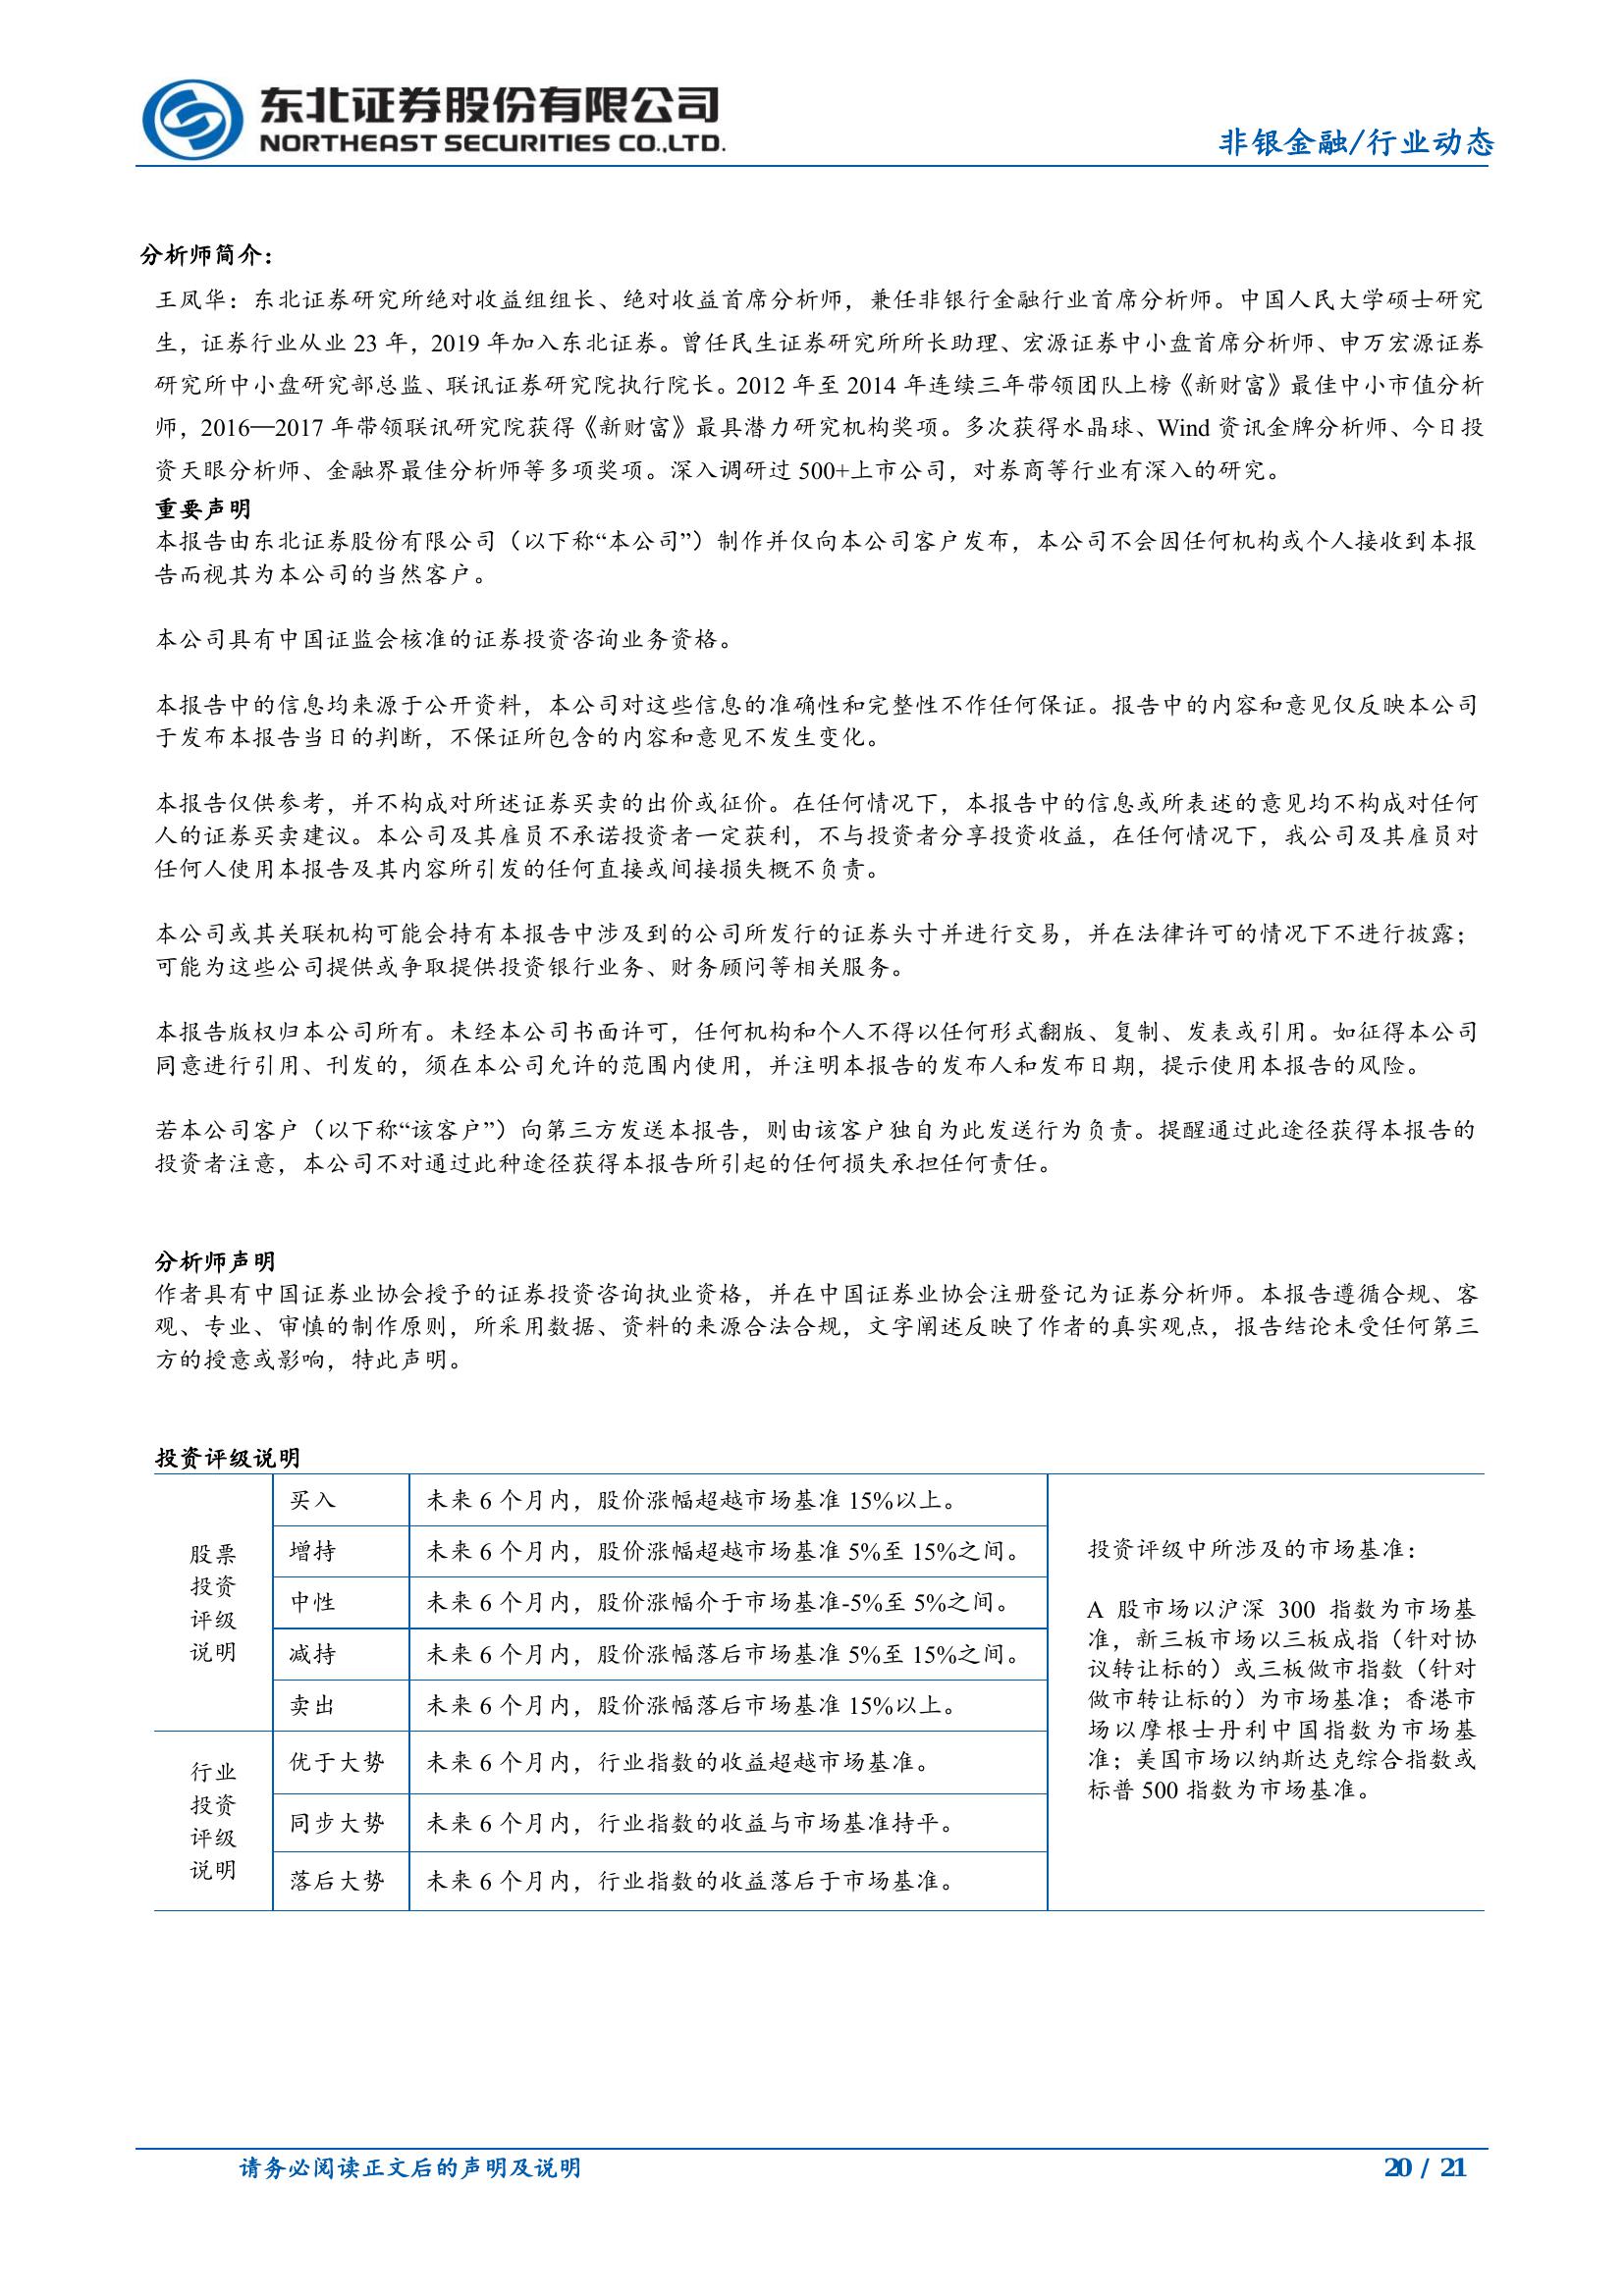 东北证券股份有限公司
NORTHEAST SECURITIES CO.,LTD.
非银金融/行业动态
分析师简介：
王凤华：东北证券研究所绝对收益组组长、绝对收益首席分析师，兼任非银行金融行业首席分析师。中国人民大学硕士研究
生，证券行业从业 23 年，2019 年加入东北证券。曾任民生证券研究所所长助理、宏源证券中小盘首席分析师、申万宏源证券
研究所中小盘研究部总监、联讯证券研究院执行院长。2012 年至 2014 年连续三年带领团队上榜《新财富》最佳中小市值分析
师，2016—2017 年带领联讯研究院获得《新财富》最具潜力研究机构奖项。多次获得水晶球、Wind 资讯金牌分析师、今日投
资天眼分析师、金融界最佳分析师等多项奖项。深入调研过 500+上市公司，对券商等行业有深入的研究。
重要声明
本报告由东北证券股份有限公司（以下称“本公司”）制作并仅向本公司客户发布，本公司不会因任何机构或个人接收到本报
告而视其为本公司的当然客户。
本公司具有中国证监会核准的证券投资咨询业务资格。
本报告中的信息均来源于公开资料，本公司对这些信息的准确性和完整性不作任何保证。报告中的内容和意见仅反映本公司
于发布本报告当日的判断，不保证所包含的内容和意见不发生变化。
本报告仅供参考，并不构成对所述证券买卖的出价或征价。在任何情况下，本报告中的信息或所表述的意见均不构成对任何
人的证券买卖建议。本公司及其雇员不承诺投资者一定获利，不与投资者分享投资收益，在任何情况下，我公司及其雇员对
任何人使用本报告及其内容所引发的任何直接或间接损失概不负责。
本公司或其关联机构可能会持有本报告中涉及到的公司所发行的证券头寸并进行交易，并在法律许可的情况下不进行披露；
可能为这些公司提供或争取提供投资银行业务、财务顾问等相关服务。
本报告版权归本公司所有。未经本公司书面许可，任何机构和个人不得以任何形式翻版、复制、发表或引用。如征得本公司
同意进行引用、刊发的，须在本公司允许的范围内使用，并注明本报告的发布人和发布日期，提示使用本报告的风险。
若本公司客户（以下称“该客户”）向第三方发送本报告，则由该客户独自为此发送行为负责。提醒通过此途径获得本报告的
投资者注意，本公司不对通过此种途径获得本报告所引起的任何损失承担任何责任。
分析师声明
作者具有中国证券业协会授予的证券投资咨询执业资格，并在中国证券业协会注册登记为证券分析师。本报告遵循合规、客
观、专业、审慎的制作原则，所采用数据、资料的来源合法合规，文字阐述反映了作者的真实观点，报告结论未受任何第三
方的授意或影响，特此声明。
投资评级说明
股票
投资
评级
说明
买入 未来 6 个月内，股价涨幅超越市场基准 15%以上。
增持 未来 6 个月内，股价涨幅超越市场基准 5%至 15%之间。
中性 未来 6 个月内，股价涨幅介于市场基准-5%至 5%之间。
减持 未来 6 个月内，股价涨幅落后市场基准 5%至 15%之间。
卖出 未来 6 个月内，股价涨幅落后市场基准 15%以上。
行业
投资
评级
说明
优于大势 未来 6 个月内，行业指数的收益超越市场基准。
同步大势 未来 6 个月内，行业指数的收益与市场基准持平。
落后大势 未来 6 个月内，行业指数的收益落后于市场基准。
投资评级中所涉及的市场基准：
A 股市场以沪深 300 指数为市场基
准，新三板市场以三板成指（针对协
议转让标的）或三板做市指数（针对
做市转让标的）为市场基准；香港市
场以摩根士丹利中国指数为市场基
准；美国市场以纳斯达克综合指数或
标普 500 指数为市场基准。
请务必阅读正文后的声明及说明
20 / 21